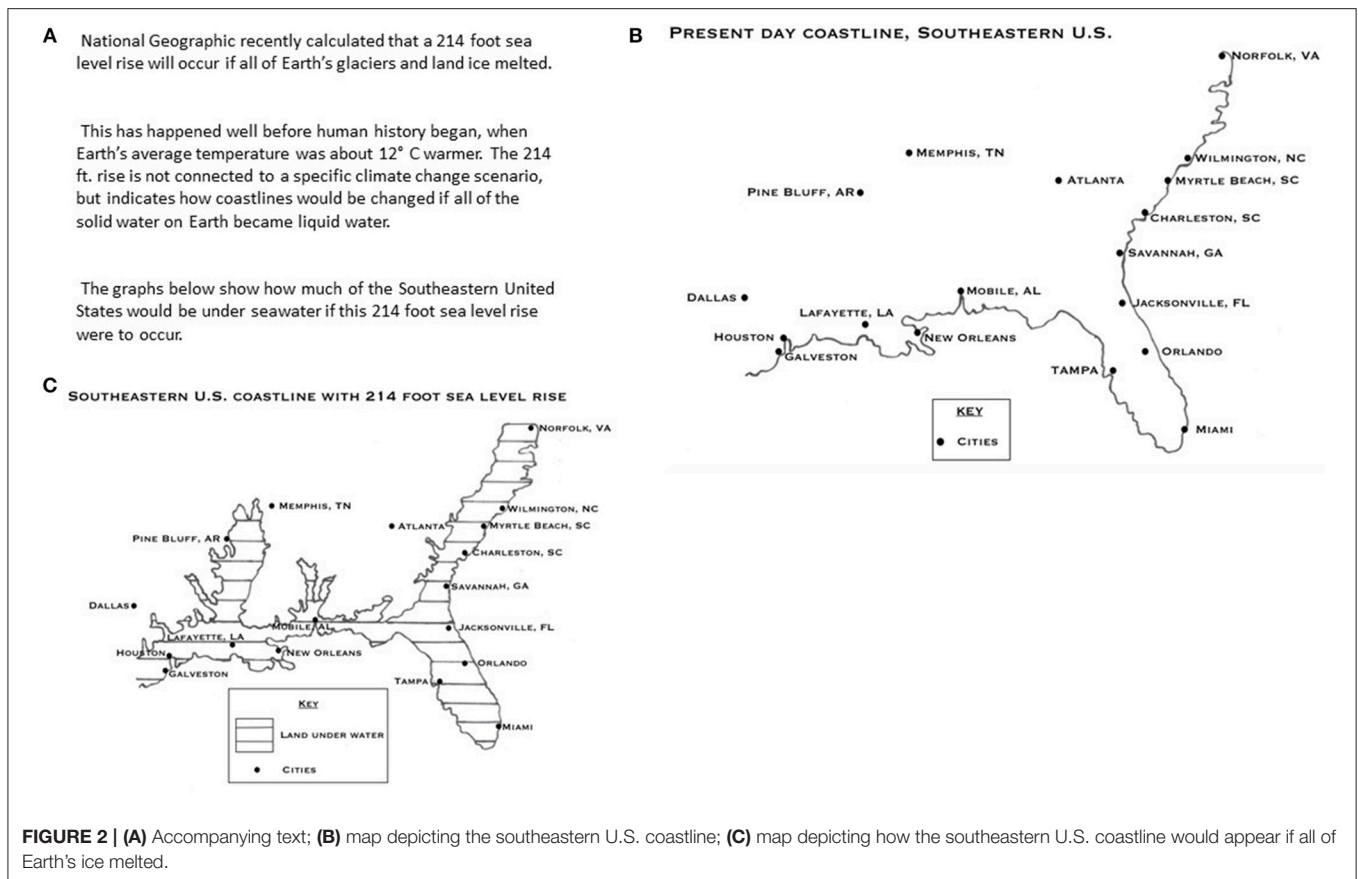 A
National Geographic recently calculated that a 214 foot sea
level rise will occur if all of Earth's glaciers and land ice melted.
This has happened well before human history began, when
Earth's average temperature was about 12° C warmer. The 214
ft. rise is not connected to a specific climate change scenario,
but indicates how coastlines would be changed if all of the
solid water on Earth became liquid water.
The graphs below show how much of the Southeastern United
States would be under seawater if this 214 foot sea level rise
were to occur.
B
PRESENT DAY COASTLINE, SOUTHEASTERN U.S.
NORFOLK, VA
MEMPHIS, TN
WILMINGTON, NC
ATLANTA
MYRTLE BEACH, SC
PINE BLUFF, AR
CHARLESTON, SC
SAVANNAH, GA
MOBILE, AL
DALLAS
JACKSONVILLE, FL
LAFAYETTE, LA
HOUSTON
NEW ORLEANS
GALVESTON
ORLANDO
TAMPA
MIAMI
KEY
CITIES
C
SOUTHEASTERN U.S. COASTLINE WITH 214 FOOT SEA LEVEL RISE
NORFOLK, VA
MEMPHIS, TN
WILMINGTON, NC
ATLANTA
MYRTLE BEACH, SC
PINE BLUFF, AR
CHARLESTON, SC
SAVANNAH, GA
DALLAS
MOBILE, AL
JACKSONVILLE, FL
LAFAYETTE, LA
HOUSTON
NEW ORLEANS
ORLANDO
GALVESTON
TAMPA
MIAMI
KEY
LAND UNDER WATER
CITIES
FIGURE 2 | (A) Accompanying text; (B) map depicting the southeastern U.S. coastline; (C) map depicting how the southeastern U.S. coastline would appear if all of
Earth's ice melted.